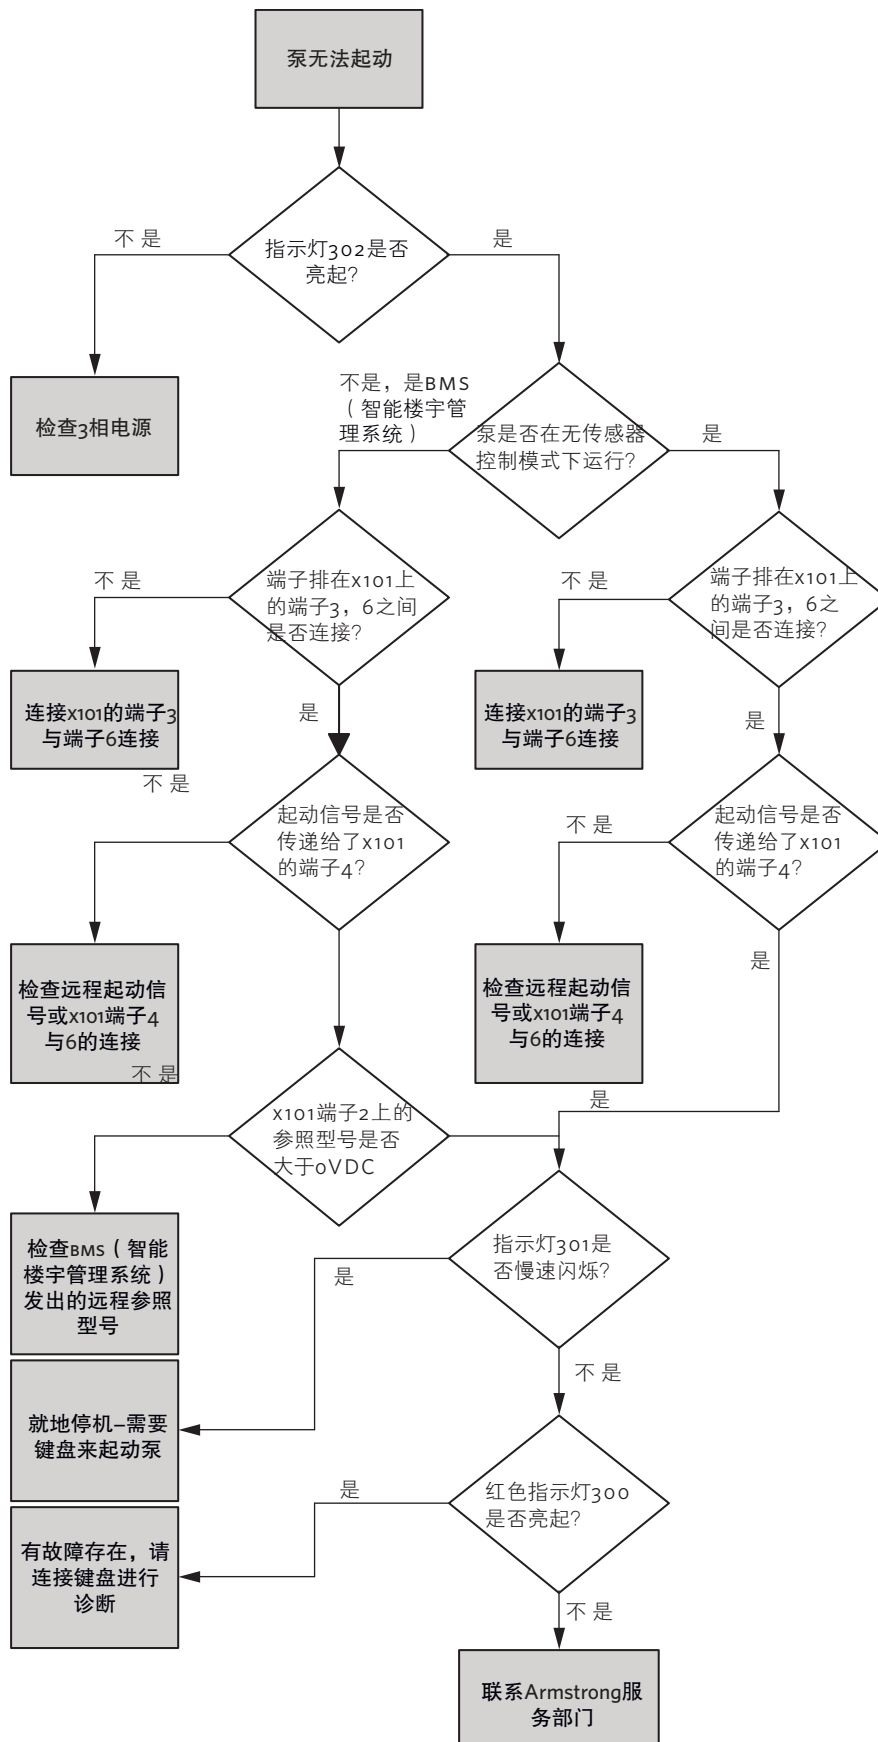 泵无法起动
指示灯302是否
亮起?
不 是
是
检查3相电源
不是，是BMS
（智能楼宇管
理系统）
泵是否在无传感器
控制模式下运行?
是
端子排在x101上
的端子3，6之间
是否连接?
不 是
端子排在x101上
的端子3，6之
间是否连接?
不 是
连接x101的端子3
与端子6连接
是
连接x101的端子3
与端子6连接
是
不 是
起动信号是否
传递给了x101
的端子4?
不 是
起动信号是否
传递给了x101
的端子4?
检查远程起动信
号或x101端子4
与6的连接
检查远程起动信
号或x101端子4
与6的连接
是
不 是
x101端子2上的
参照型号是否
大于0VDC
是
检查BMS（智能
楼宇管理系统）
发出的远程参照
型号
指示灯301是
否慢速闪烁?
是
不 是
就地停机–需要
键盘来起动泵
红色指示灯300
是否亮起?
是
有故障存在，请
连接键盘进行
诊断
不 是
联系Armstrong服
务部门